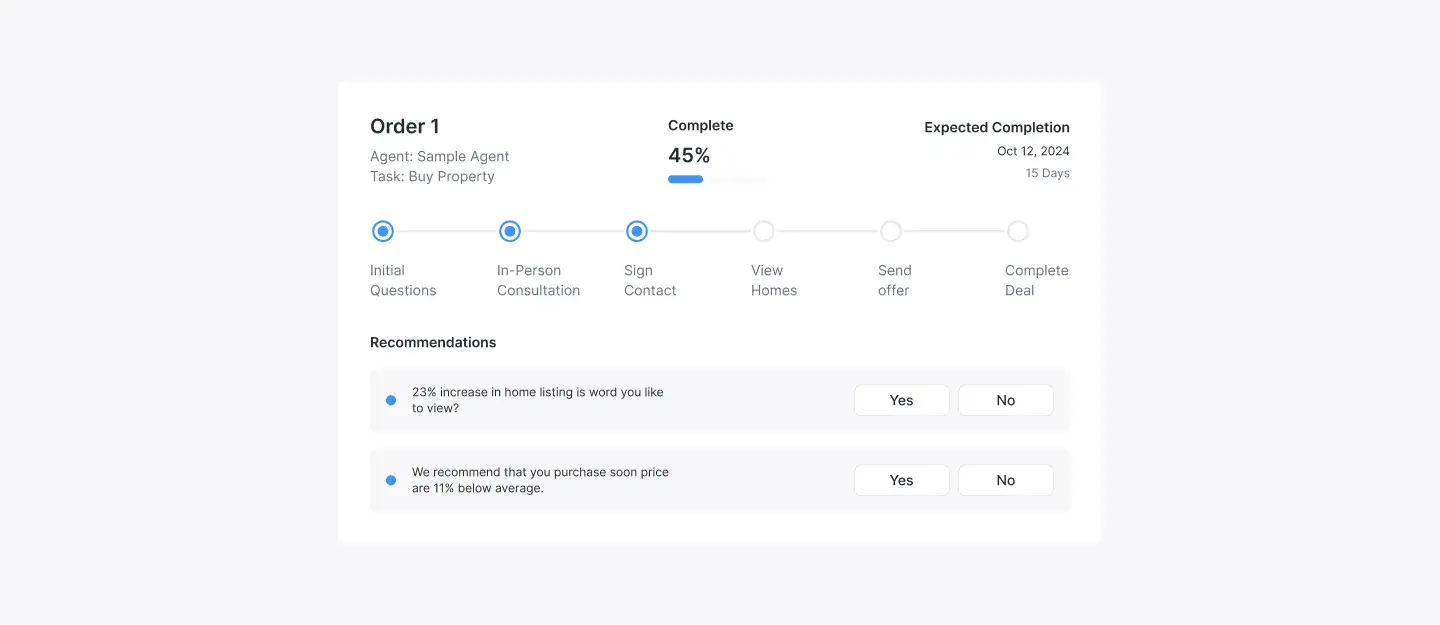 Order 1
Agent: Sample Agent
Task: Buy Property
Complete
45%
Expected Completion
Oct 12, 2024
15 Days
Initial
Questions
In-Person
Consultation
Sign
Contact
View
Homes
Send
offer
Complete
Deal
Recommendations
23% increase in home listing is word you like
to view?
Yes
No
We recommend that you purchase soon price
are 11% below average.
Yes
No